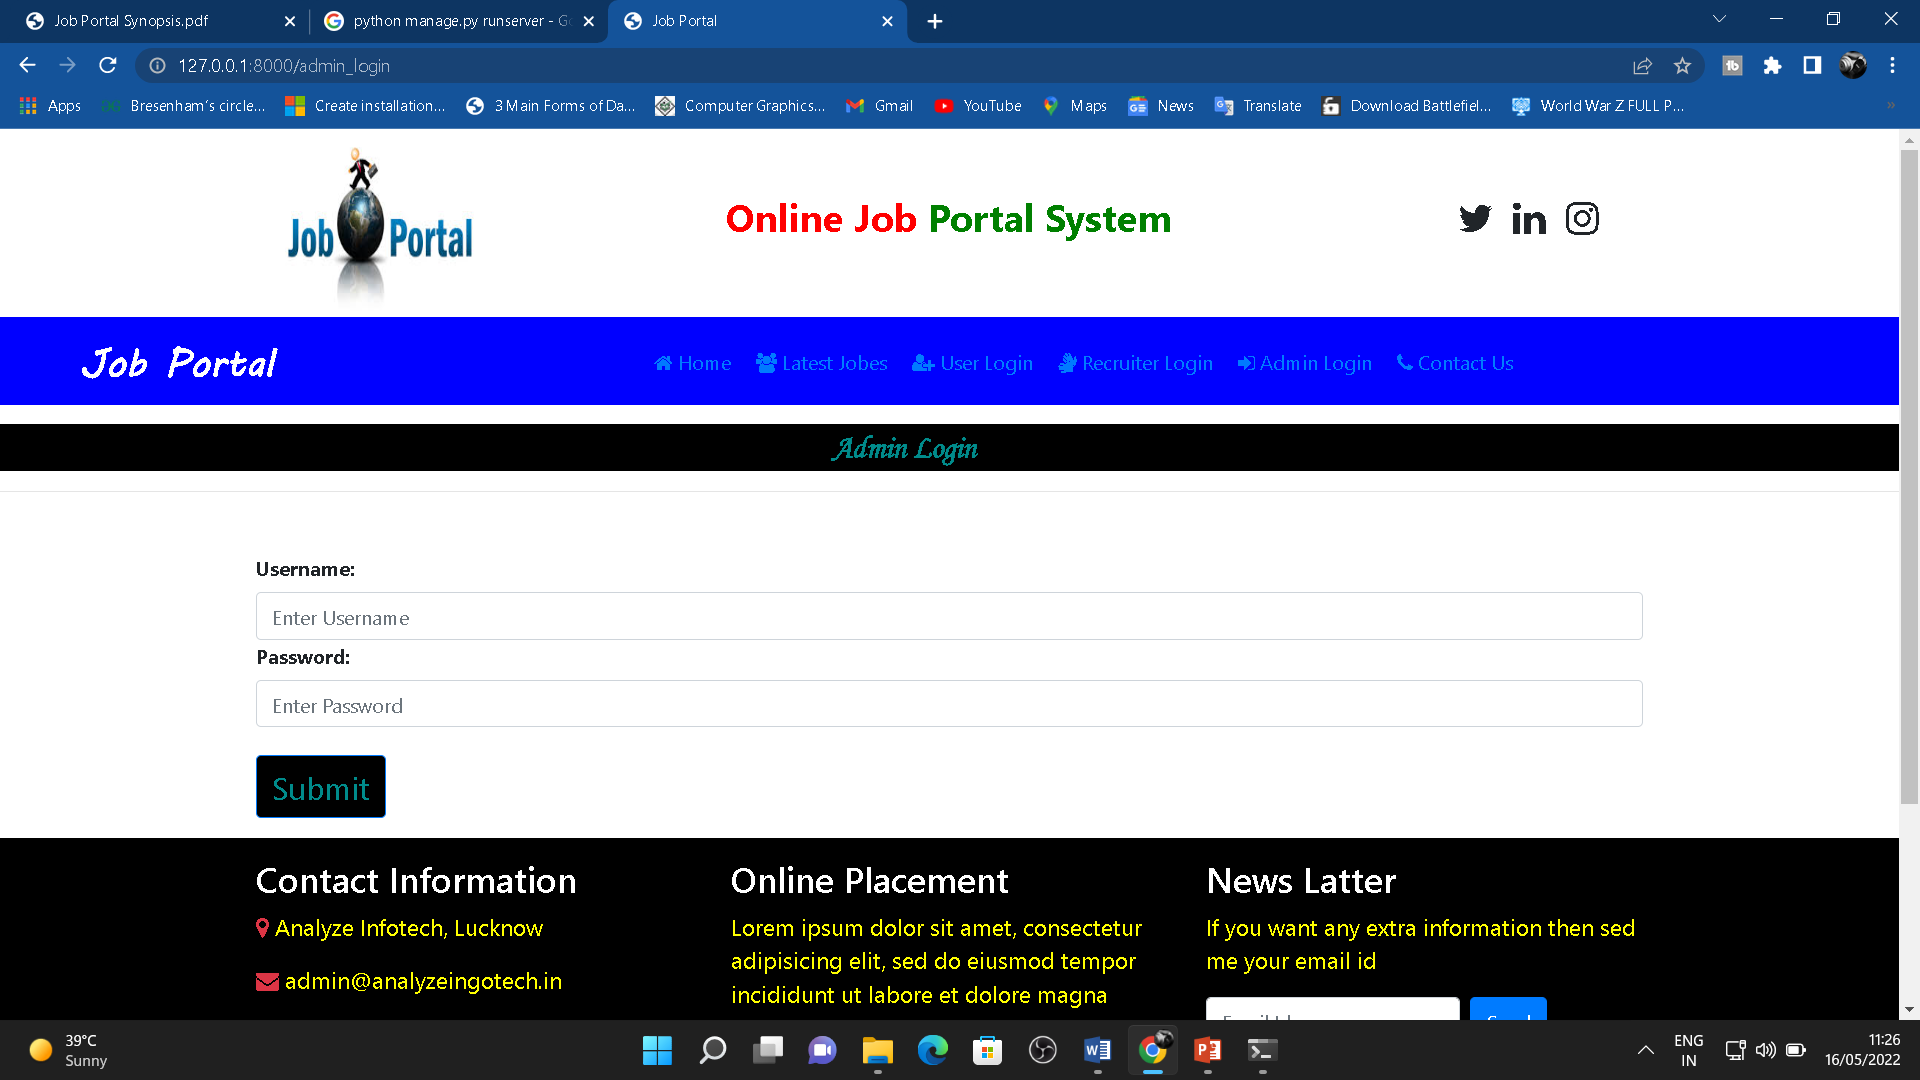 Job Portal Synopsis.pdf
python manage.py runserver - Go
Job Portal
127.0.0.1:8000/admin_login
Apps
Bresenham's circle...
Create installation...
3 Main Forms of Da...
Computer Graphics...
Gmail
YouTube
Maps
News
Translate
Download Battlefiel...
World War Z FULL P...
Job Portal
Online Job Portal System
Job Portal
Home
Latest Jobes
User Login
Recruiter Login
Admin Login
Contact Us
Admin Login
Username:
Enter Username
Password:
Enter Password
Submit
Contact Information
Analyze Infotech, Lucknow
admin@analyzeingotech.in
Online Placement
Lorem ipsum dolor sit amet, consectetur
adipisicing elit, sed do eiusmod tempor
incididunt ut labore et dolore magna
News Latter
If you want any extra information then sed
me your email id
39°C
Sunny
ENG
IN
11:26
16/05/2022